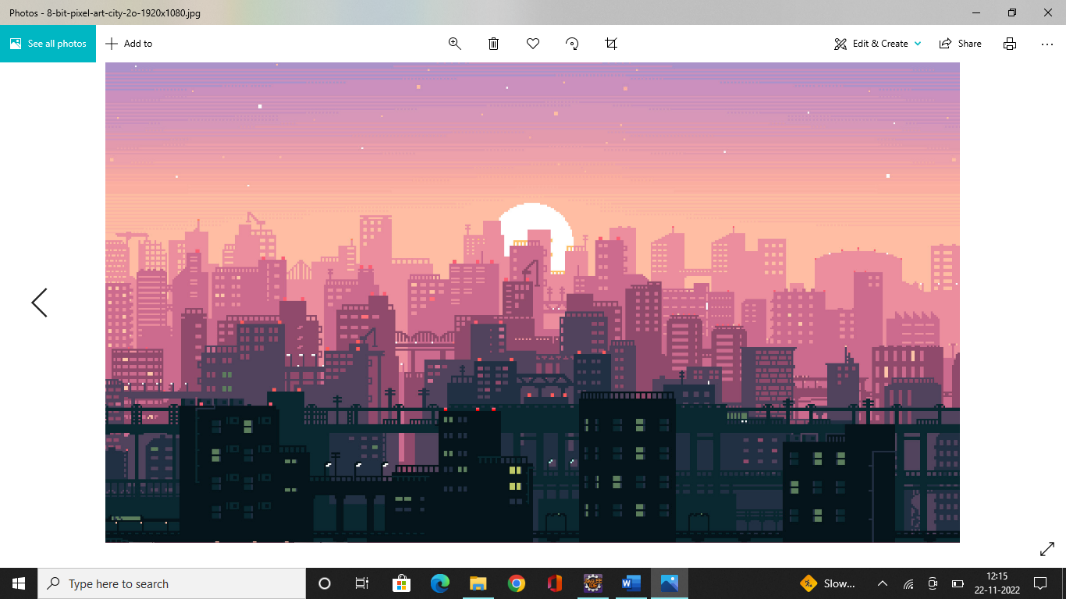 Photos - 8-bit-pixel-art-city-2o-1920x1080.jpg
See all photos
Add to
Edit & Create
Share
Type here to search
Slow...
12:15
22-11-2022